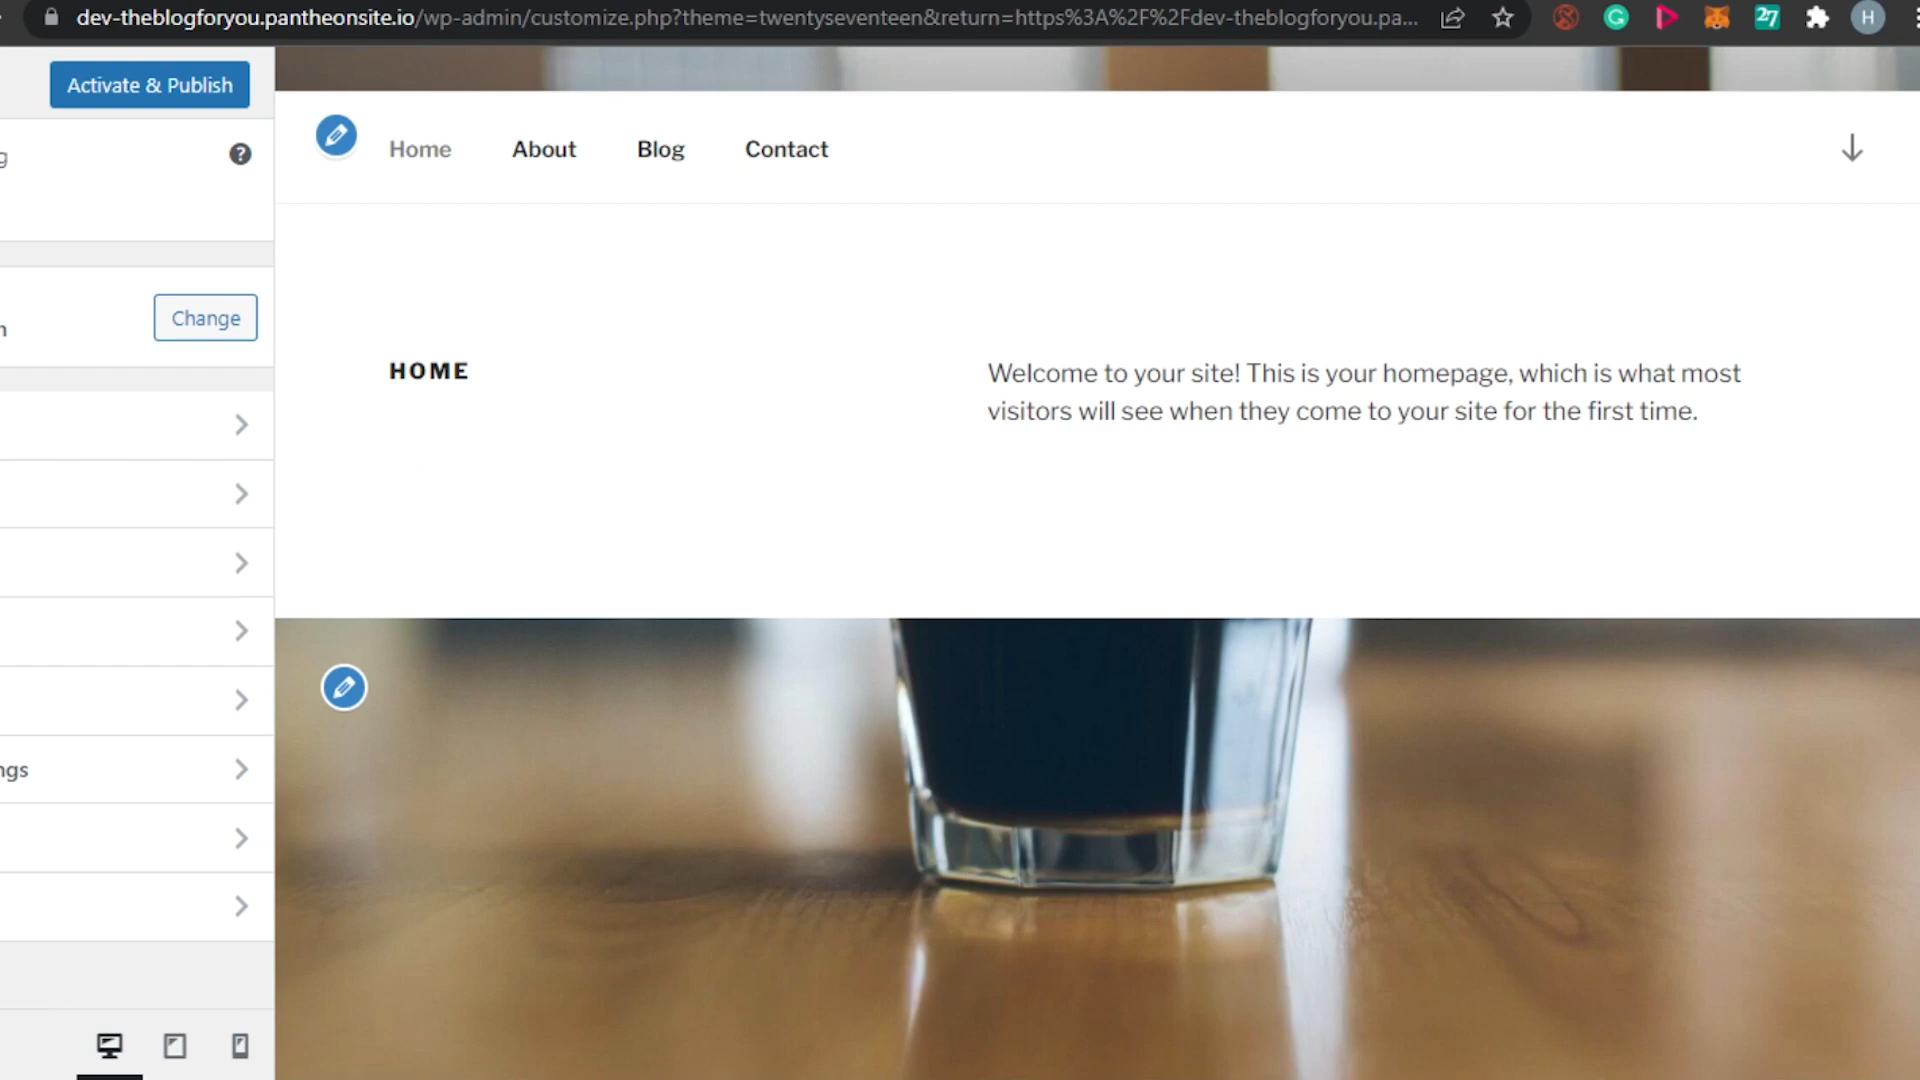 dev-theblogforyou.pantheonsite.io/wp-admin/customize.php?theme=twentyseventeen&return=https%3A%2F%2Fdev-theblogforyou.pa...
27
H
Activate & Publish
g
?
Home
About
Blog
Contact
n
Change
HOME
Welcome to your site! This is your homepage, which is what most
visitors will see when they come to your site for the first time.
ngs